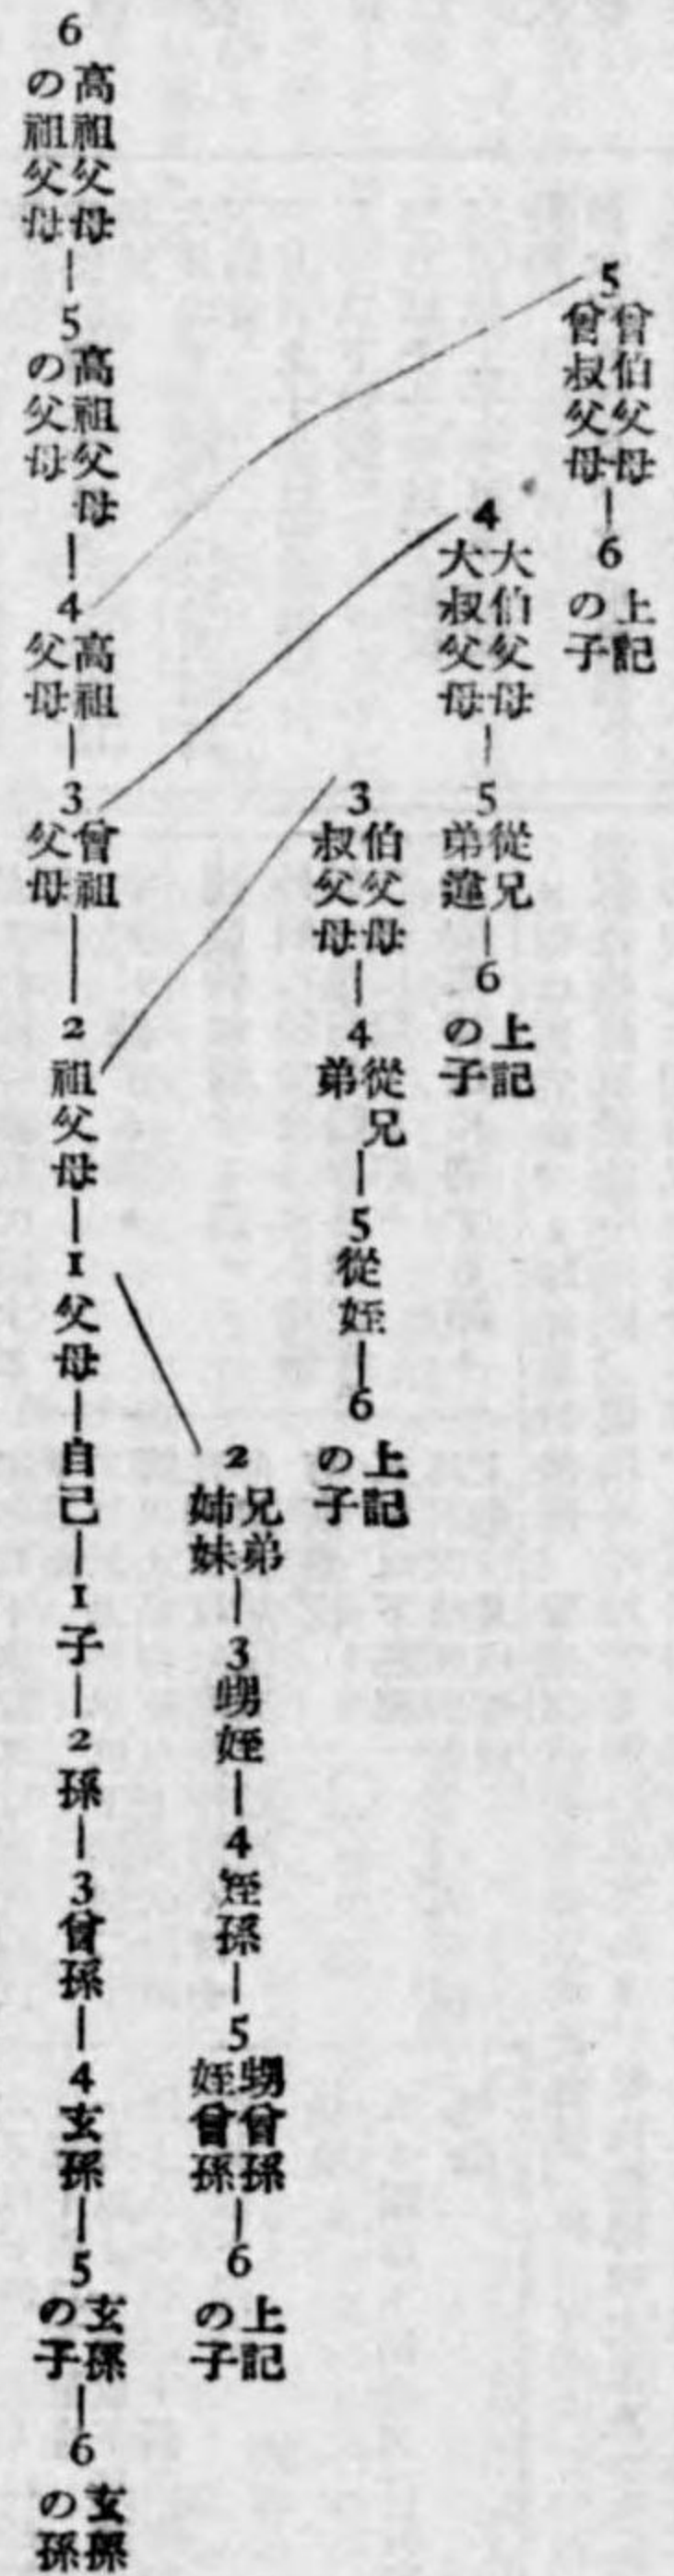 6
高祖父母
の祖父母
5
高祖父母
の父母
4
高祖
父母
3
曾祖
父母
2
祖父母
1
父母
自己
1
子
2
孫
3
曾孫
4
玄孫
5
玄孫
の子
6
玄孫
の孫
2
兄弟
姉妹
3
甥姪
4
姪孫
5
甥曾孫
姪曾孫
6
上記
の子
3
伯父母
叔父母
4
從兄
弟
5
從姪
6
上記
の子
4
大伯父母
大叔父母
5
從兄
弟違
6
上記
の子
5
曾伯父母
曾叔父母
6
上記
の子